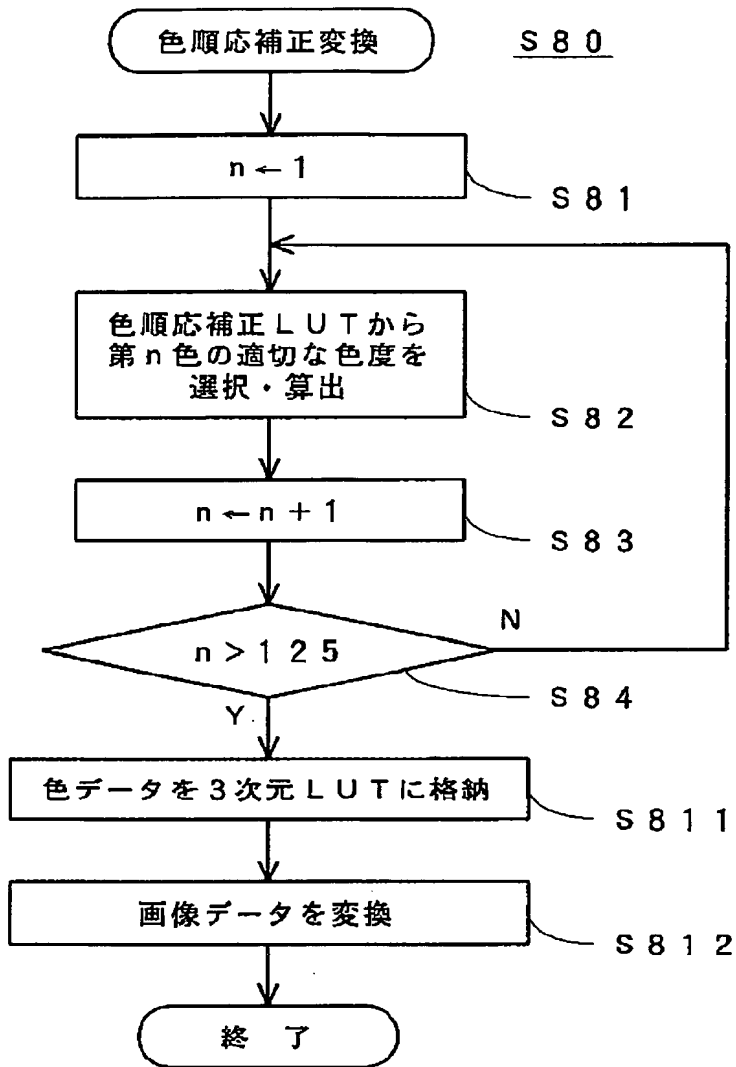 色順応補正変換
S80
n←1
S81
色順応補正LUTから
第n色の適切な色度を
選択・算出
S82
n←n+1
S83
n>125
N
S84
Y
色データを3次元LUTに格納
S811
画像データを変換
S812
終了